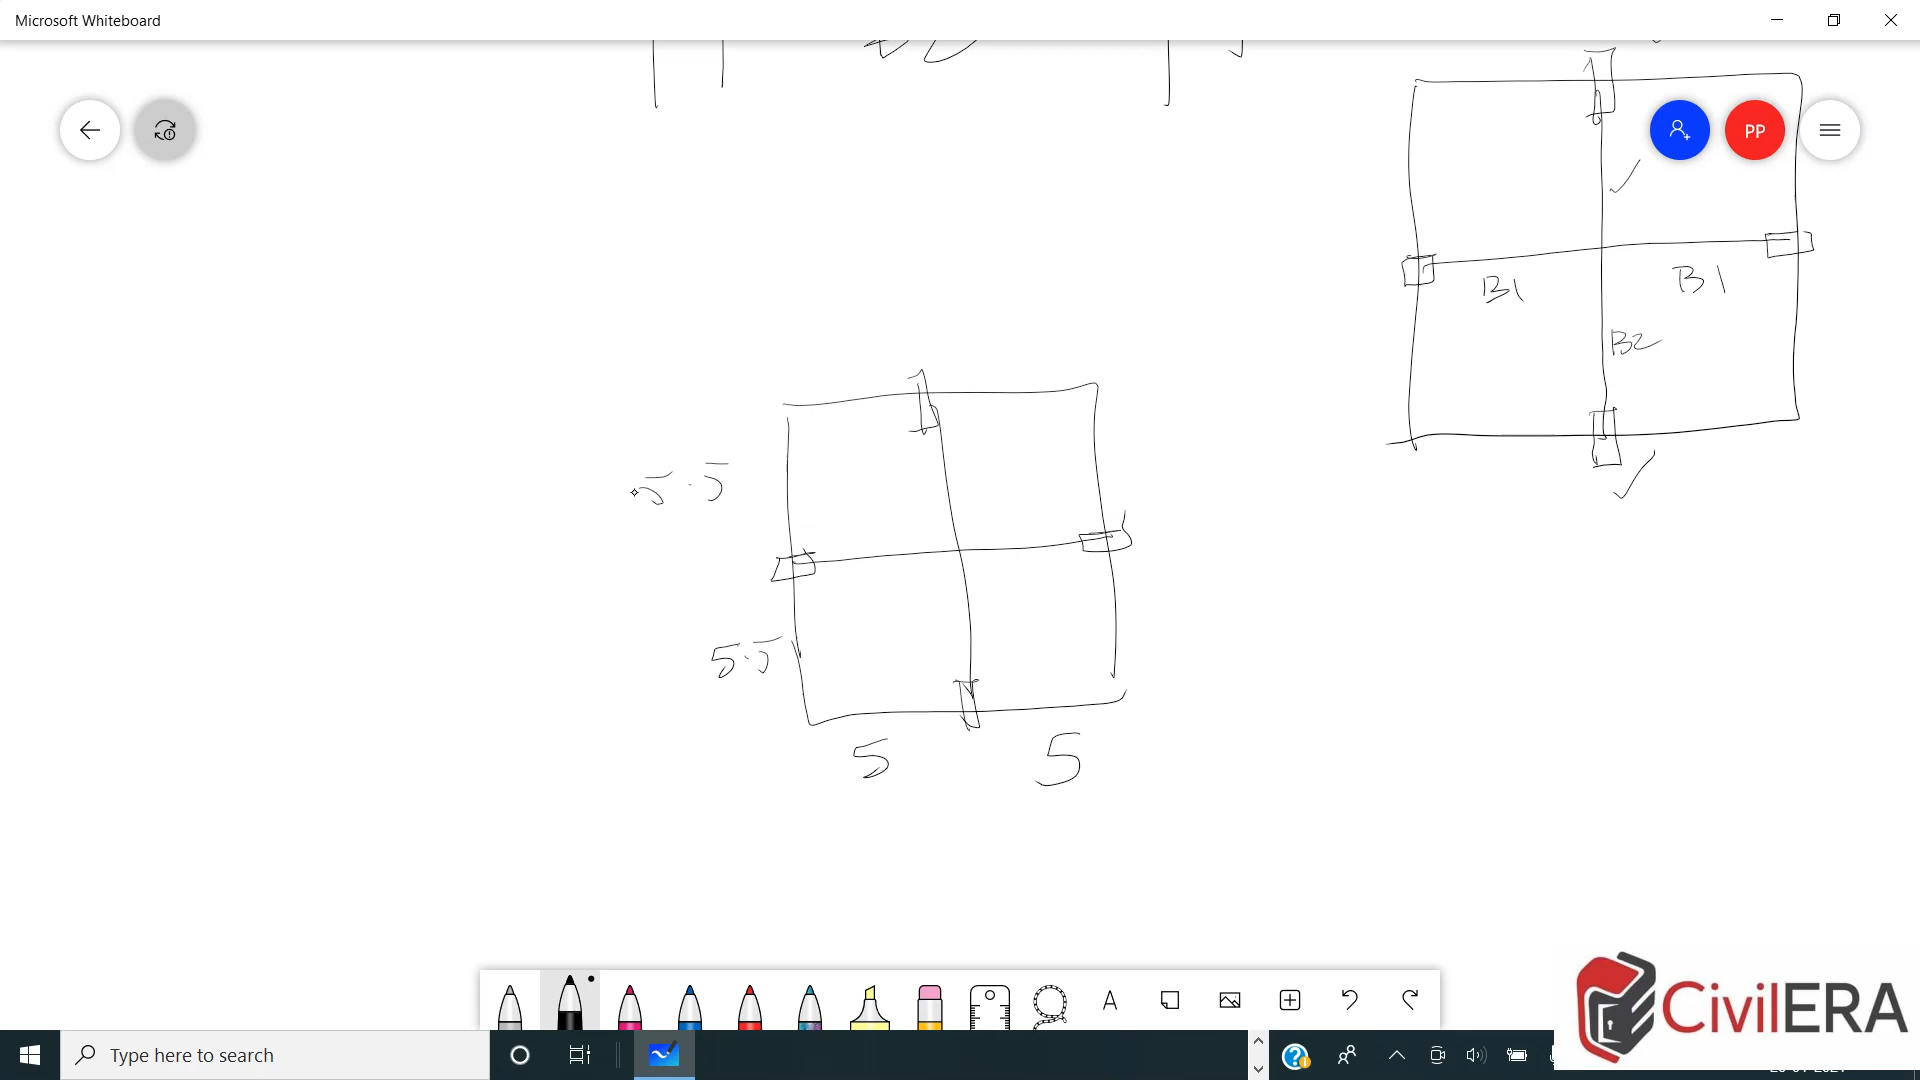 Microsoft Whiteboard
PP
B1
B1
B2
5.5
5.5
5
5
A
Type here to search
CivilERA